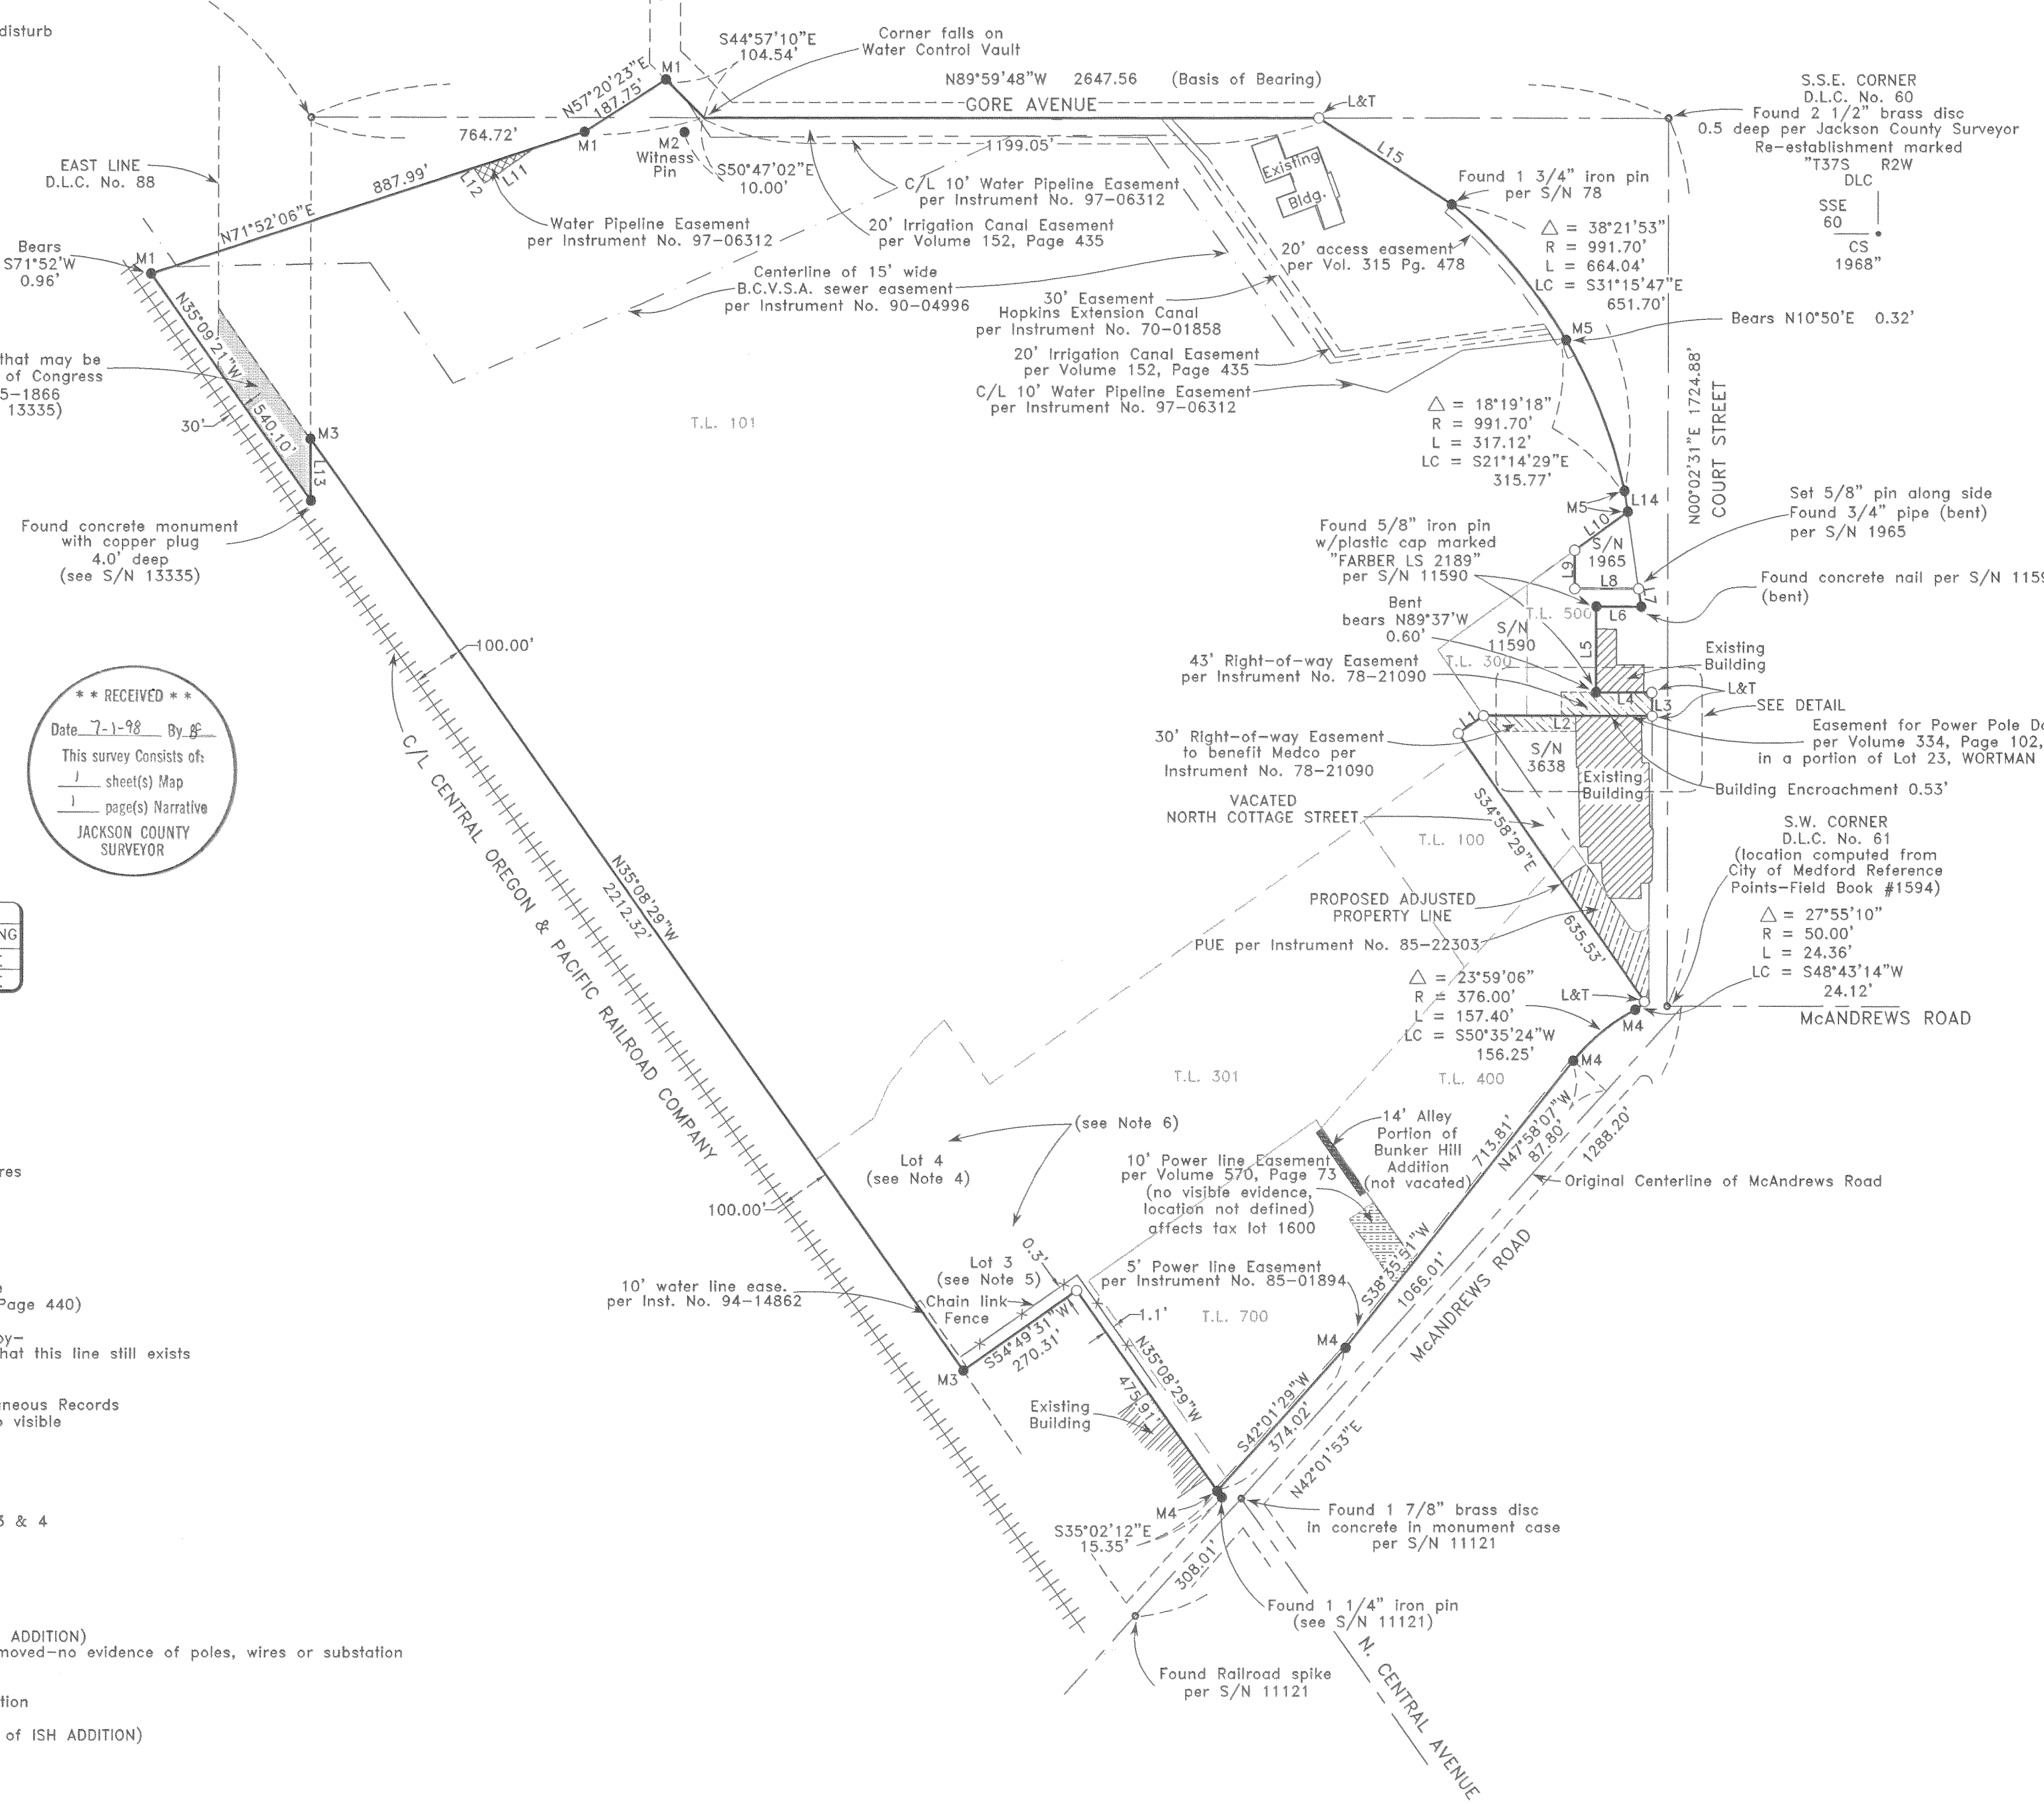 disturb
S44°57'10"E
104.54'
Corner falls on
Water Control Vault
N89°59'48"W 2647.56 (Basis of Bearing)
GORE AVENUE
L&T
S.S.E. CORNER
D.L.C. No. 60
Found 2 1/2" brass disc
0.5 deep per Jackson County Surveyor
Re-establishment marked
"T37S R2W
DLC
SSE
60
CS
1968"
M1
N57°20'23"E
187.75'
764.72'
M1
M2
Witness
Pin
S50°47'02"E
10.00'
1199.05'
EAST LINE
D.L.C. No. 88
887.99'
L12
L11
N71°52'06"E
Water Pipeline Easement
per Instrument No. 97-06312
C/L 10' Water Pipeline Easement
per Instrument No. 97-06312
20' Irrigation Canal Easement
per Volume 152, Page 435
Existing
Bldg.
L15
Found 1 3/4" iron pin
per S/N 78
△ = 38°21'53"
R = 991.70'
L = 664.04'
LC = S31°15'47"E
651.70'
20' access easement
per Vol. 315 Pg. 478
Bears
S71°52'W
0.96'
M1
Centerline of 15' wide
B.C.V.S.A. sewer easement
per Instrument No. 90-04996
30' Easement
Hopkins Extension Canal
per Instrument No. 70-01858
M5
Bears N10°50'E 0.32'
20' Irrigation Canal Easement
per Volume 152, Page 435
C/L 10' Water Pipeline Easement
per Instrument No. 97-06312
N35°09'21"W
540.10'
30'
that may be
of Congress
5-1866
13335)
M3
L13
T.L. 101
△ = 18°19'18"
R = 991.70'
L = 317.12'
LC = S21°14'29"E
315.77'
N00°02'31"E 1724.88'
COURT STREET
L14
M5
L10
S/N
1965
L9
L8
L7
L6
Set 5/8" pin along side
Found 3/4" pipe (bent)
per S/N 1965
Found concrete monument
with copper plug
4.0' deep
(see S/N 13335)
Found 5/8" iron pin
w/plastic cap marked
"FARBER LS 2189"
per S/N 11590
Found concrete nail per S/N 1159
(bent)
Bent
bears N89°37'W
0.60'
T.L. 500
S/N
11590
T.L. 300
L5
Existing
Building
43' Right-of-way Easement
per Instrument No. 78-21090
L4
L&T
L3
SEE DETAIL
L1
L2
Easement for Power Pole Do
per Volume 334, Page 102,
in a portion of Lot 23, WORTMAN
30' Right-of-way Easement
to benefit Medco per
Instrument No. 78-21090
S/N
3638
Existing
Building
Building Encroachment 0.53'
100.00'
* * RECEIVED * *
Date 7-1-98 By
This survey Consists of:
1 sheet(s) Map
1 page(s) Narrative
JACKSON COUNTY
SURVEYOR
VACATED
NORTH COTTAGE STREET
S34°58'29"E
635.53'
T.L. 100
S.W. CORNER
D.L.C. No. 61
(location computed from
City of Medford Reference
Points-Field Book #1594)
△ = 27°55'10"
R = 50.00'
L = 24.36'
LC = S48°43'14"W
24.12'
PROPOSED ADJUSTED
PROPERTY LINE
PUE per Instrument No. 85-22303
N35°08'29"W
2212.32'
C/L CENTRAL OREGON & PACIFIC RAILROAD COMPANY
NG
△ = 23°59'06"
R = 376.00'
L = 157.40'
LC = S50°35'24"W
156.25'
L&T
M4
McANDREWS ROAD
M4
T.L. 301
T.L. 400
N47°58'07"W
87.80'
1288.20'
713.81'
S38°35'51"W
1066.01'
McANDREWS ROAD
Original Centerline of McAndrews Road
(see Note 6)
Lot 4
(see Note 4)
14' Alley
Portion of
Bunker Hill
Addition
(not vacated)
10' Power line Easement
per Volume 570, Page 73
(no visible evidence,
location not defined)
affects tax lot 1600
100.00'
0.3'
Lot 3
(see Note 5)
Chain link
Fence
5' Power line Easement
per Instrument No. 85-01894
10' water line ease.
per Inst. No. 94-14862
S54°49'31"W
270.31'
1.1'
T.L. 700
M3
M4
N35°08'29"W
475.91'
Existing
Building
S42°01'29"W
374.02'
N42°01'53"E
M4
S35°02'12"E
15.35'
308.01'
Found 1 7/8" brass disc
in concrete in monument case
per S/N 11121
Found 1 1/4" iron pin
(see S/N 11121)
Found Railroad spike
per S/N 11121
N. CENTRAL AVENUE
res
Page 440)
by-
hat this line still exists
neous Records
visible
3 & 4
ADDITION)
moved-no evidence of poles, wires or substation
tion
of ISH ADDITION)